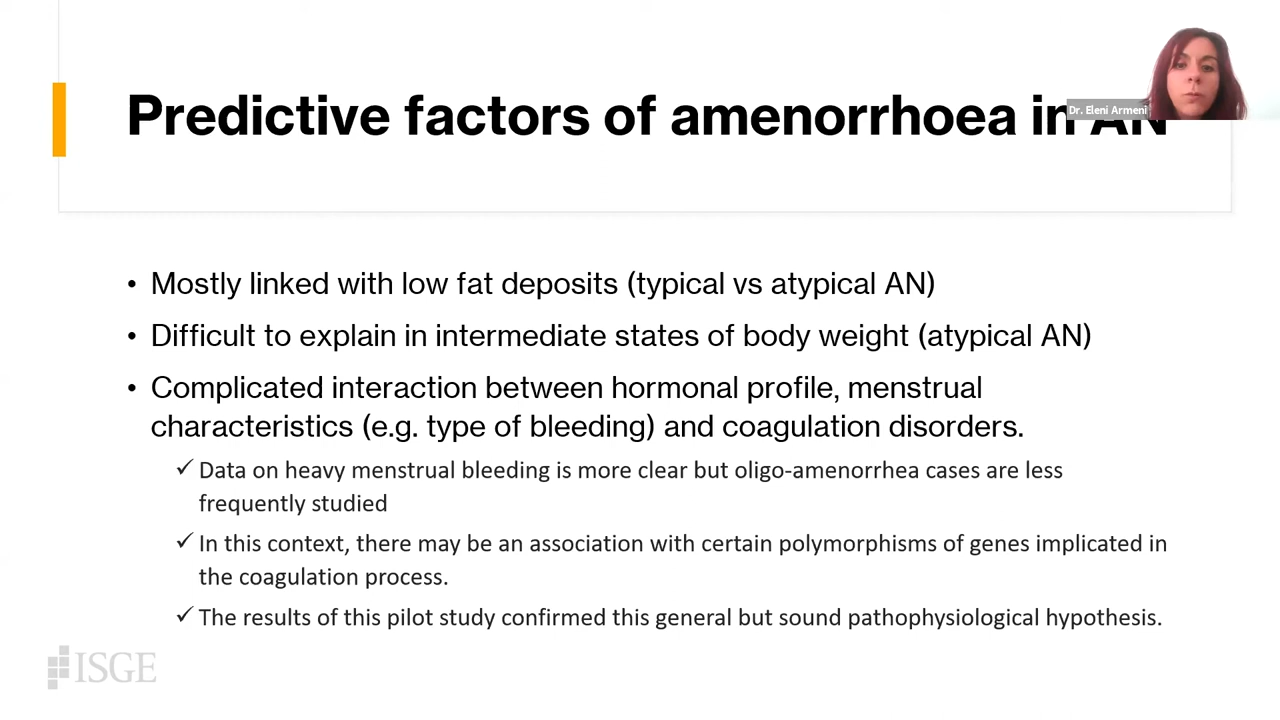 Predictive factors of amenorrhoea in AN
Dr. Eleni Armeni
• Mostly linked with low fat deposits (typical vs atypical AN)
• Difficult to explain in intermediate states of body weight (atypical AN)
• Complicated interaction between hormonal profile, menstrual
characteristics (e.g. type of bleeding) and coagulation disorders.
✓ Data on heavy menstrual bleeding is more clear but oligo-amenorrhea cases are less
frequently studied
✓ In this context, there may be an association with certain polymorphisms of genes implicated in
the coagulation process.
✓ The results of this pilot study confirmed this general but sound pathophysiological hypothesis.
ISGE